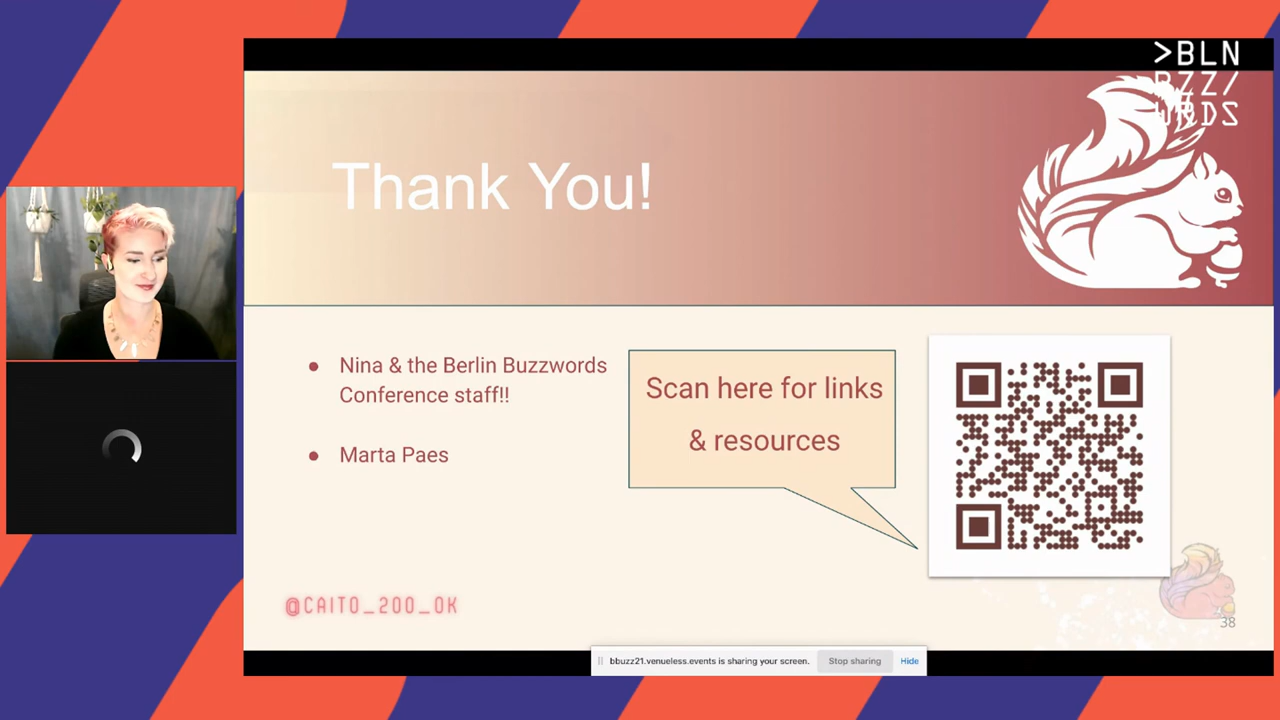 >BLN
BZZ/
WRDS
Thank You!
● Nina & the Berlin Buzzwords
Conference staff!!
● Marta Paes
Scan here for links
& resources
@CAITO_200_OK
38
bbuzz21.venueless.events is sharing your screen. Stop sharing Hide